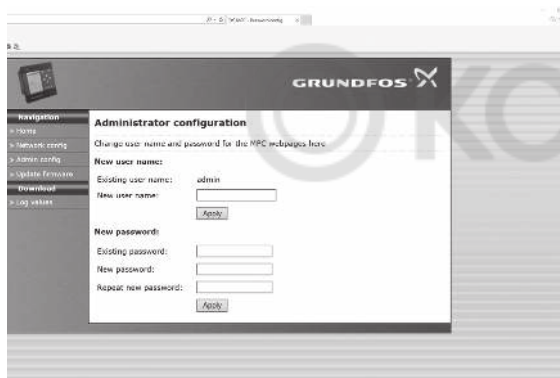 GRUNDFOS
Navigation
> Home
> Network config
> Admin config
> Update firmware
Download
> Log values
Administrator configuration
Change user name and password for the MPC webpages here
New user name:
Existing user name: admin
New user name:
Apply
New password:
Existing password:
New password:
Repeat new password:
Apply
KO